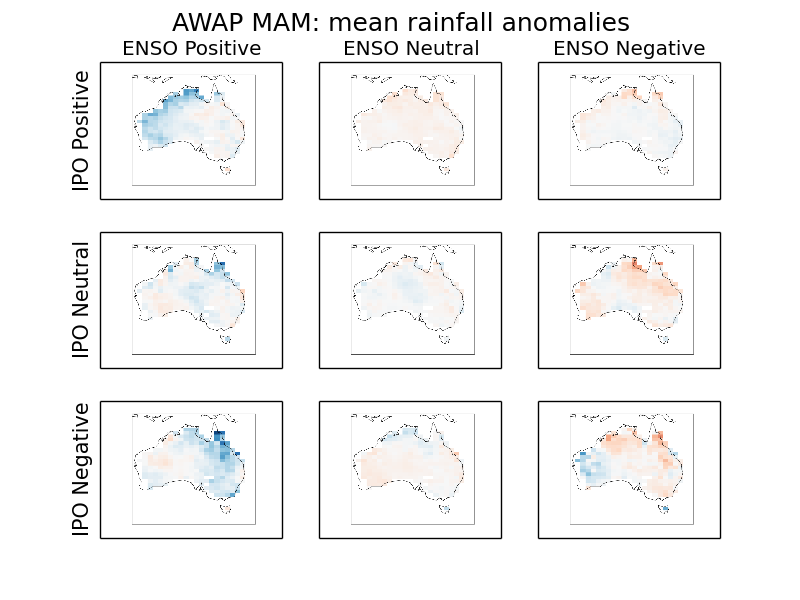 AWAP MAM: mean rainfall anomalies
ENSO Positive ENSO Neutral ENSO Negative
IPO Positive
IPO Neutral
IPO Negative